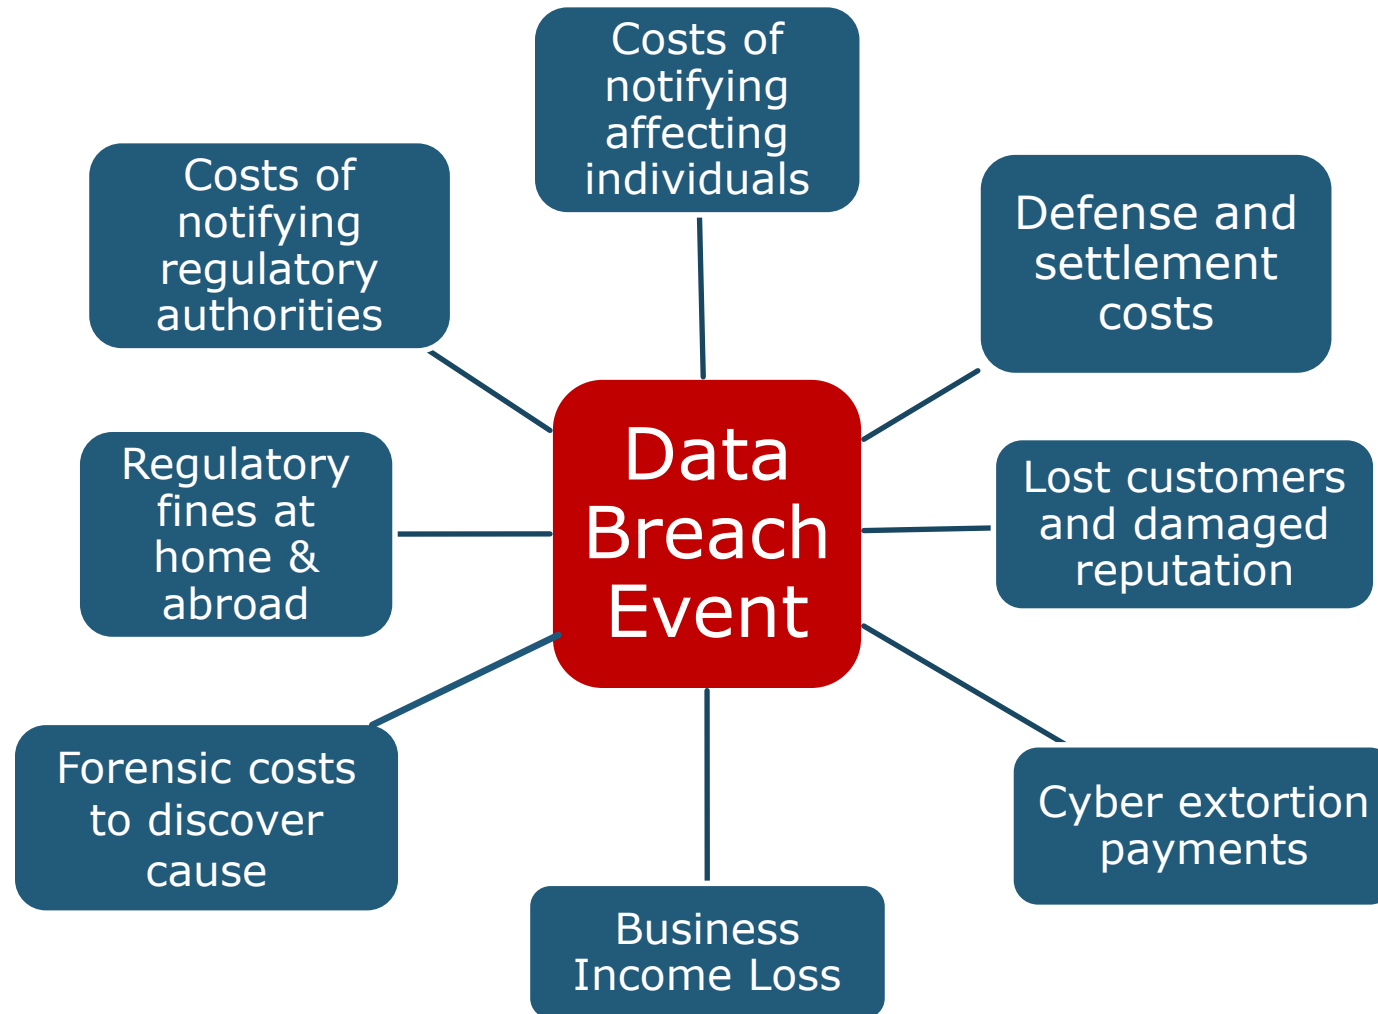 Costs of
notifying
affecting
individuals
Costs of
notifying
regulatory
authorities
Defense and
settlement
costs
Data
Breach
Event
Regulatory
fines at
home &
abroad
Lost customers
and damaged
reputation
Forensic costs
to discover
cause
Cyber extortion
payments
Business
Income Loss